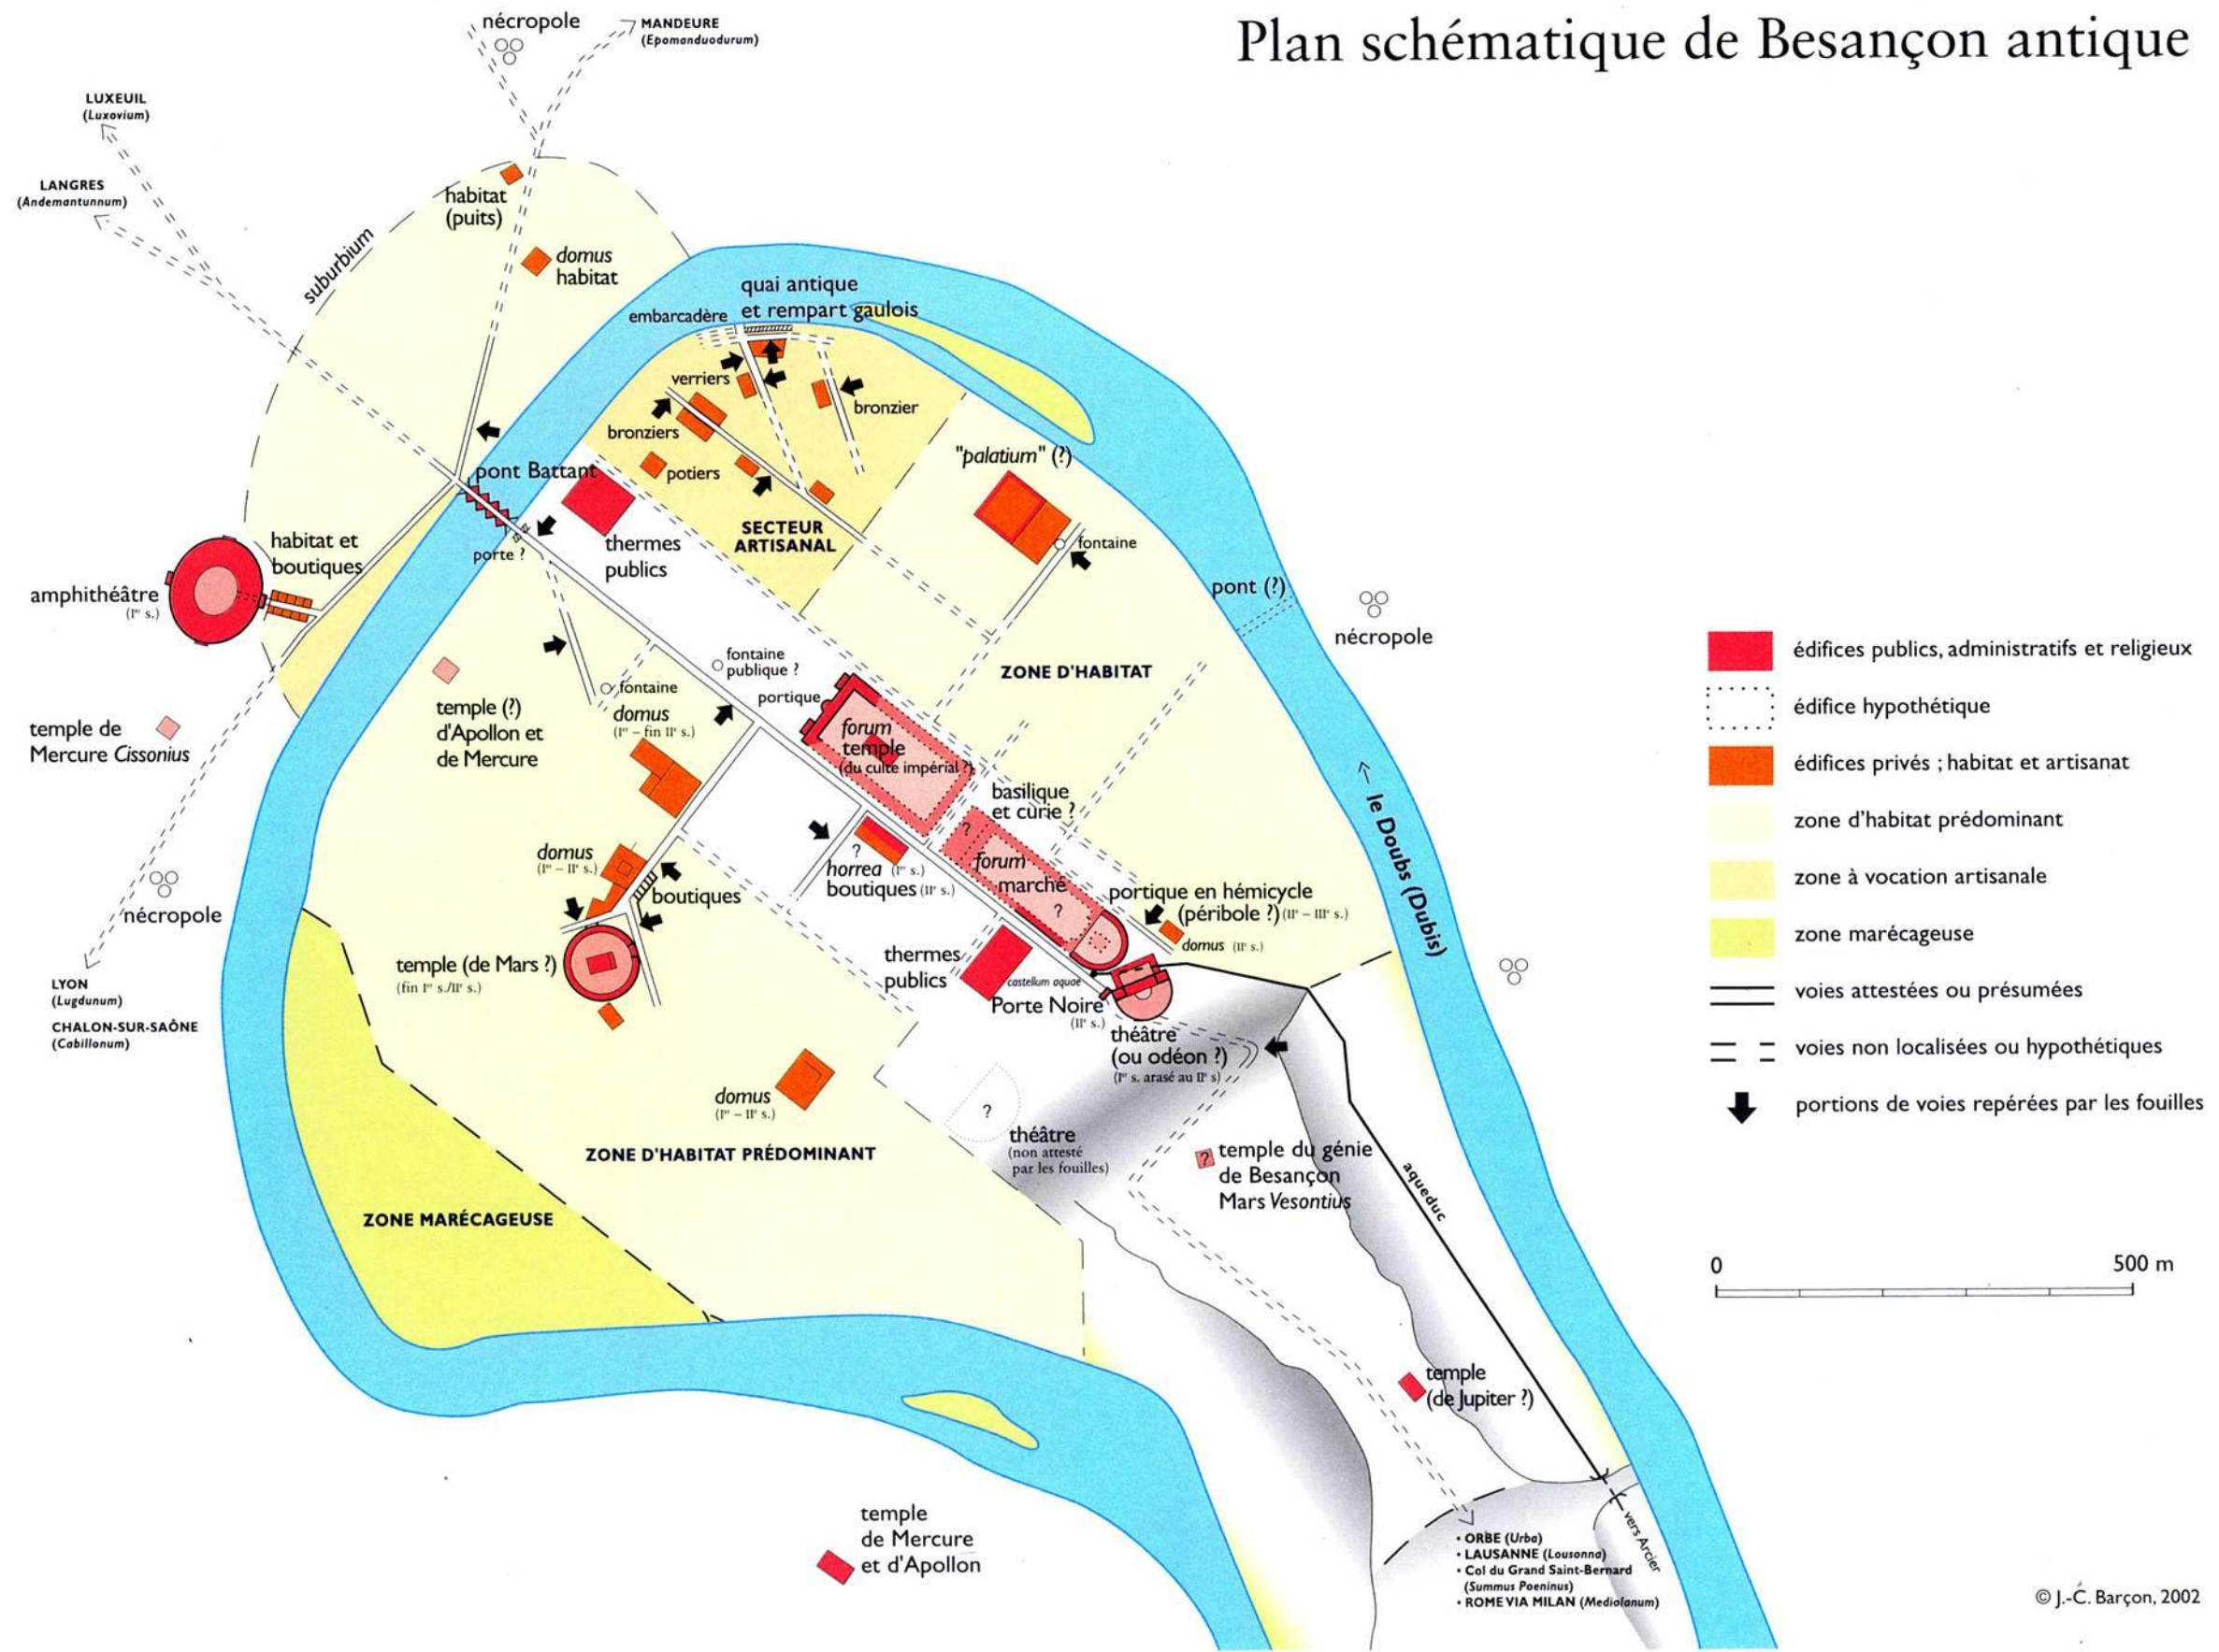 Plan schématique de Besançon antique
nécropole
MANDEURE
(Epomanduodurum)
LUXEUIL
(Luxovium)
LANGRES
(Andemantunnum)
suburbium
habitat
(puits)
domus
habitat
quai antique
et rempart gaulois
embarcadère
verriers
bronzier
bronziers
potiers
SECTEUR
ARTISANAL
"palatium" (?)
fontaine
pont Battant
porte ?
thermes
publics
habitat et
boutiques
amphithéâtre
(Iᵉʳ s.)
pont (?)
nécropole
ZONE D'HABITAT
fontaine
publique ?
portique
fontaine
temple (?)
d'Apollon et
de Mercure
domus
(Iᵉʳ – fin IIᵉ s.)
temple de
Mercure Cissonius
forum
temple
(du culte impérial ?)
basilique
et curie ?
?
forum
marché
?
portique en hémicycle
(péribole ?) (IIᵉ – IIIᵉ s.)
domus (IIᵉ s.)
?
horrea (Iᵉʳ s.)
boutiques (IIᵉ s.)
domus
(Iᵉʳ – IIᵉ s.)
boutiques
nécropole
temple (de Mars ?)
(fin Iᵉʳ s./IIᵉ s.)
thermes
publics
castellum aquae
Porte Noire
(IIᵉ s.)
théâtre
(ou odéon ?)
(Iᵉʳ s. arasé au IIᵉ s)
le Doubs (Dubis)
LYON
(Lugdunum)
CHALON-SUR-SAÔNE
(Cabillonum)
domus
(Iᵉʳ – IIᵉ s.)
?
théâtre
(non attesté
par les fouilles)
ZONE D'HABITAT PRÉDOMINANT
ZONE MARÉCAGEUSE
?
temple du génie
de Besançon
Mars Vesontius
aqueduc
temple
(de Jupiter ?)
temple
de Mercure
et d'Apollon
vers Arcier
• ORBE (Urba)
• LAUSANNE (Lousonna)
• Col du Grand Saint-Bernard
(Summus Poeninus)
• ROME VIA MILAN (Mediolanum)
édifices publics, administratifs et religieux
édifice hypothétique
édifices privés ; habitat et artisanat
zone d'habitat prédominant
zone à vocation artisanale
zone marécageuse
voies attestées ou présumées
voies non localisées ou hypothétiques
portions de voies repérées par les fouilles
0 500 m
© J.-C. Barçon, 2002